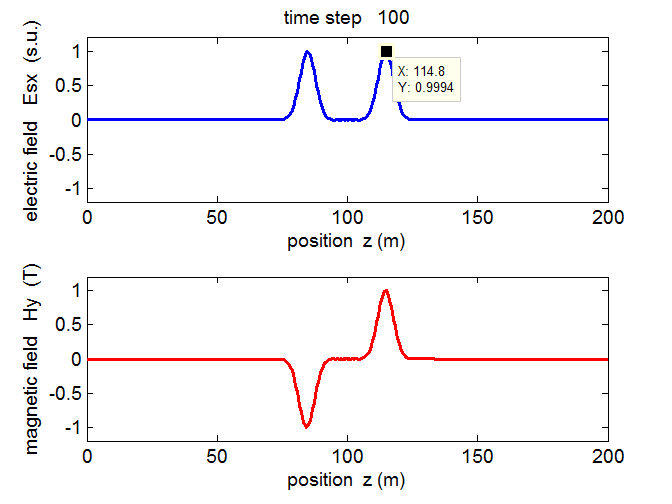 time step   100
electric field   Esx  (s.u.)
1
0.5
0
-0.5
-1
X: 114.8
Y: 0.9994
0
50
100
150
200
position  z (m)
magnetic field   Hy  (T)
1
0.5
0
-0.5
-1
0
50
100
150
200
position  z (m)